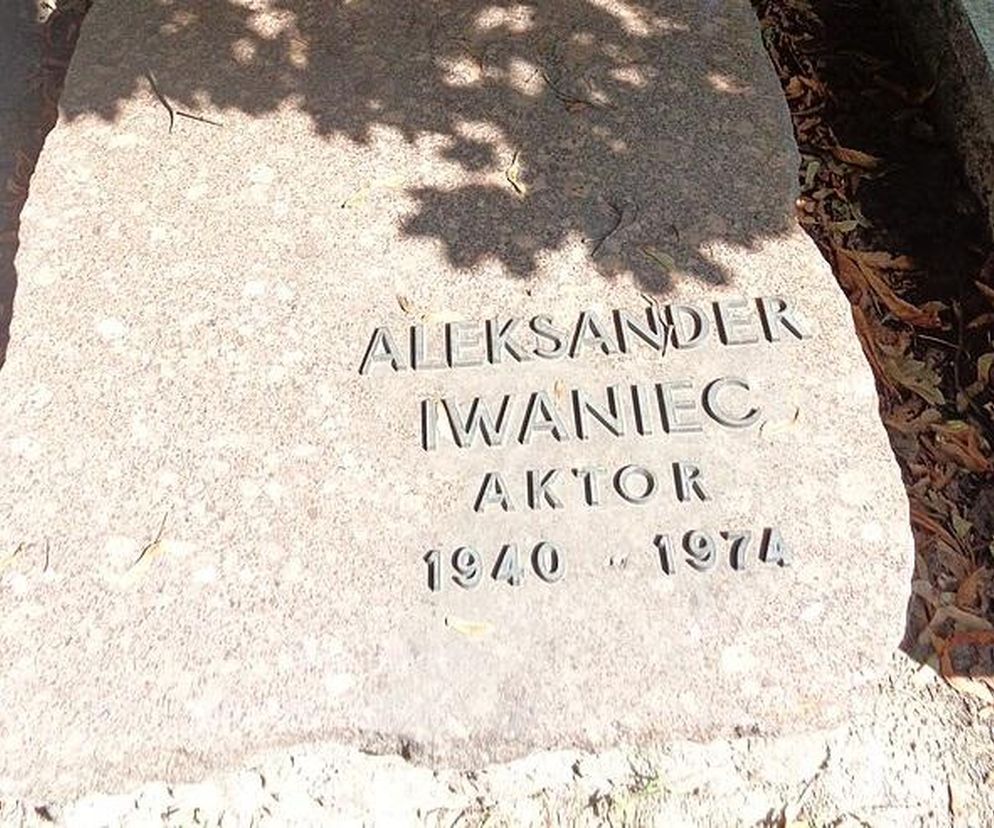 ALEKSANDER
IWANIEC
AKTOR
1940 - 1974